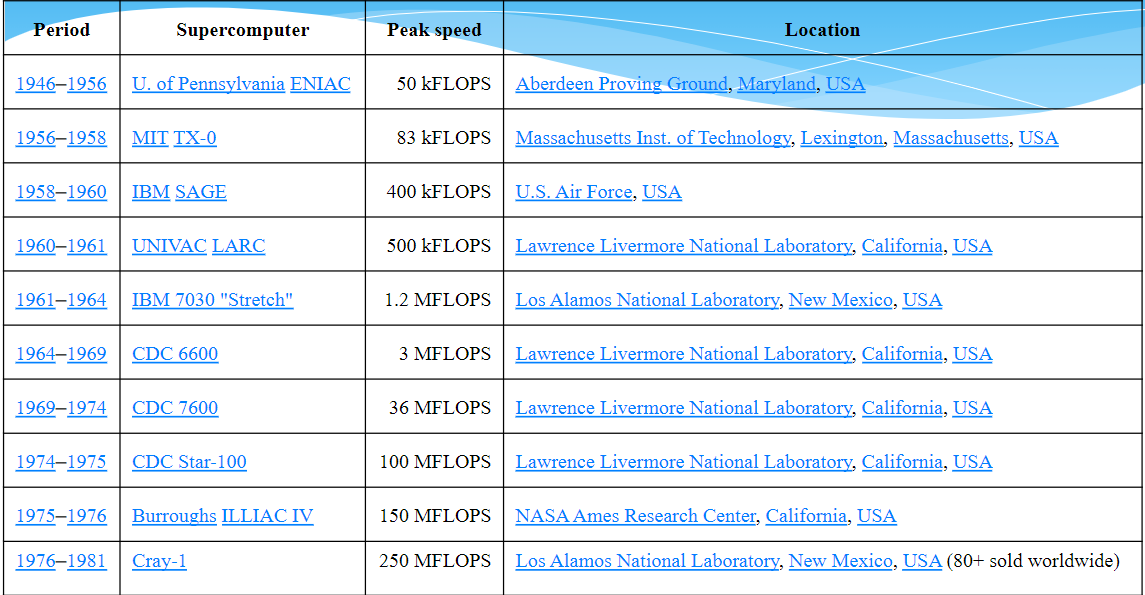 Period Supercomputer Peak speed Location
1946–1956 U. of Pennsylvania ENIAC 50 kFLOPS Aberdeen Proving Ground, Maryland, USA
1956–1958 MIT TX-0 83 kFLOPS Massachusetts Inst. of Technology, Lexington, Massachusetts, USA
1958–1960 IBM SAGE 400 kFLOPS U.S. Air Force, USA
1960–1961 UNIVAC LARC 500 kFLOPS Lawrence Livermore National Laboratory, California, USA
1961–1964 IBM 7030 "Stretch" 1.2 MFLOPS Los Alamos National Laboratory, New Mexico, USA
1964–1969 CDC 6600 3 MFLOPS Lawrence Livermore National Laboratory, California, USA
1969–1974 CDC 7600 36 MFLOPS Lawrence Livermore National Laboratory, California, USA
1974–1975 CDC Star-100 100 MFLOPS Lawrence Livermore National Laboratory, California, USA
1975–1976 Burroughs ILLIAC IV 150 MFLOPS NASA Ames Research Center, California, USA
1976–1981 Cray-1 250 MFLOPS Los Alamos National Laboratory, New Mexico, USA (80+ sold worldwide)